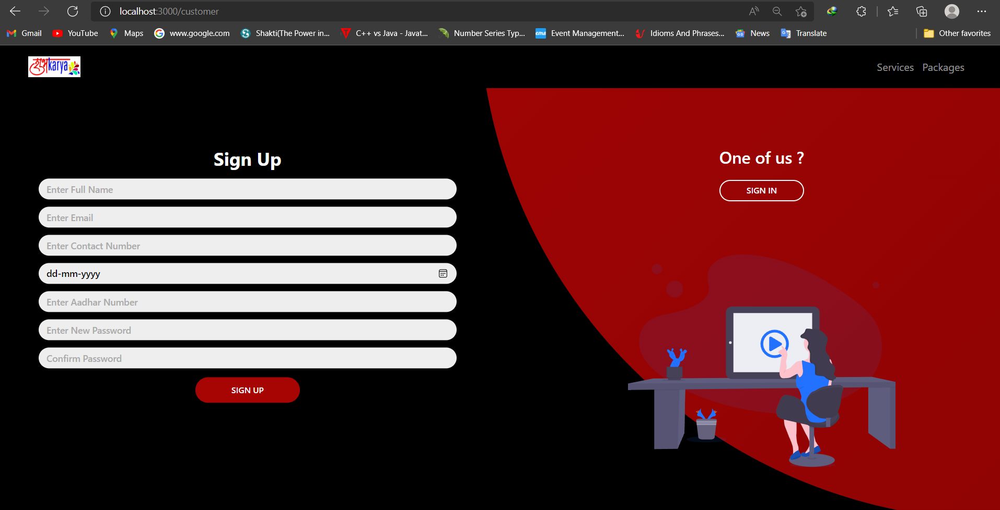 localhost:3000/customer
Gmail YouTube Maps www.google.com Shakti(The Power in... C++ vs Java - Javat... Number Series Typ... Event Management... Idioms And Phrases... News Translate Other favorites
शुभkarya
Services Packages
Sign Up
Enter Full Name
Enter Email
Enter Contact Number
dd-mm-yyyy
Enter Aadhar Number
Enter New Password
Confirm Password
SIGN UP
One of us ?
SIGN IN